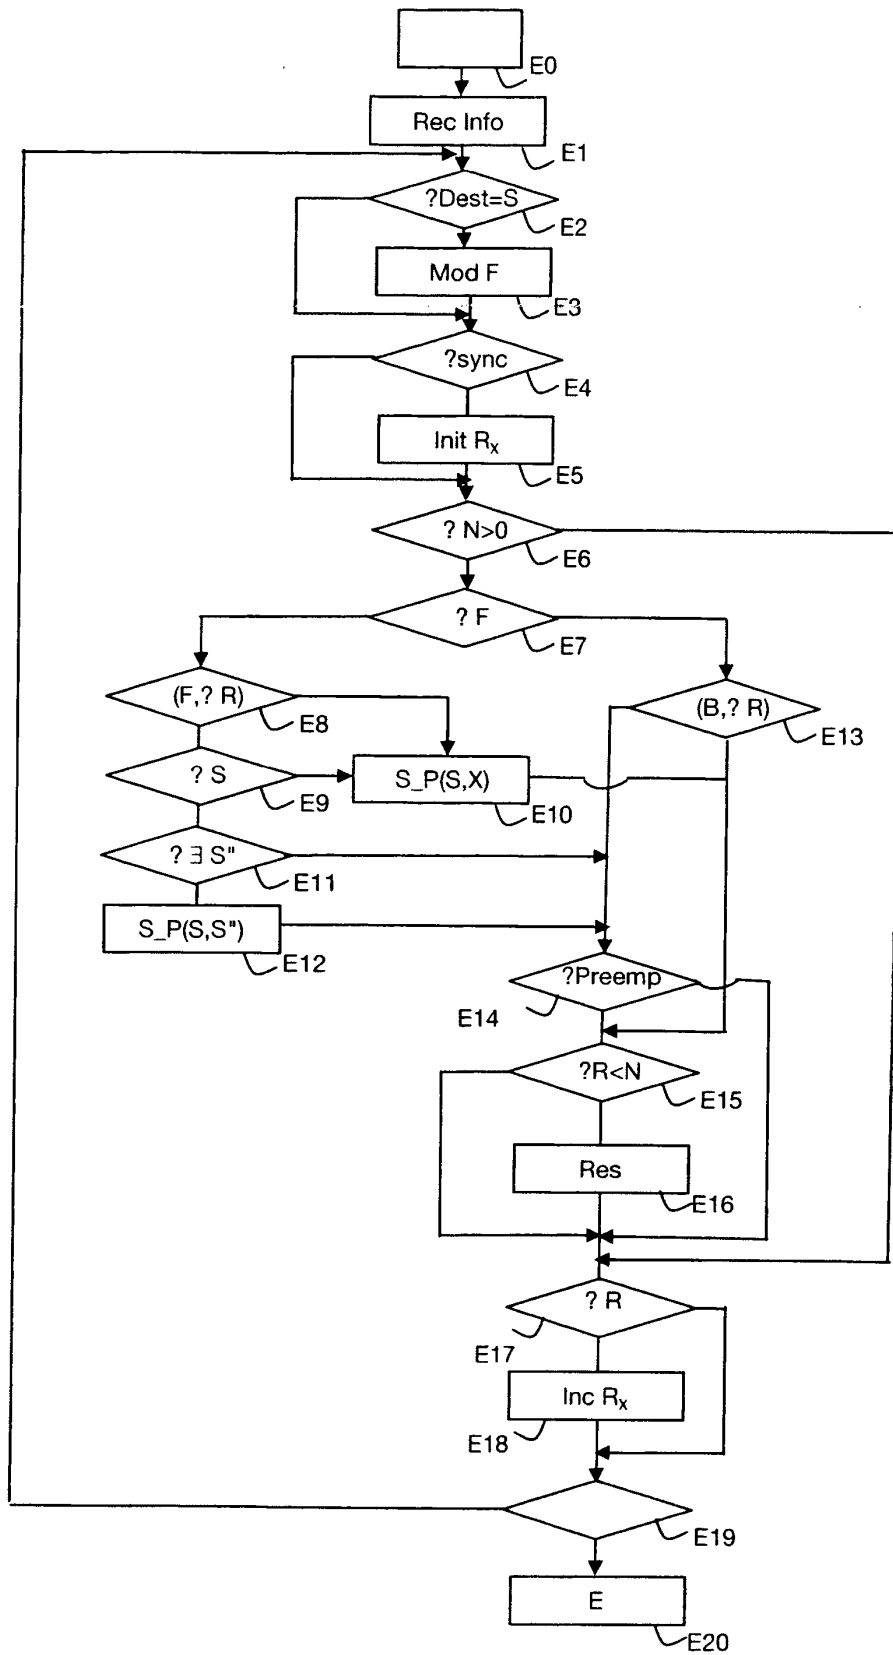 E0
Rec Info
E1
?Dest=S
E2
Mod F
E3
?sync
E4
Init Rx
E5
? N>0
E6
? F
E7
(F,? R)
E8
(B,? R)
E13
? S
E9
S_P(S,X)
E10
? ∃ S"
E11
S_P(S,S")
E12
?Preemp
E14
?R<N
E15
Res
E16
? R
E17
Inc Rx
E18
E19
E
E20